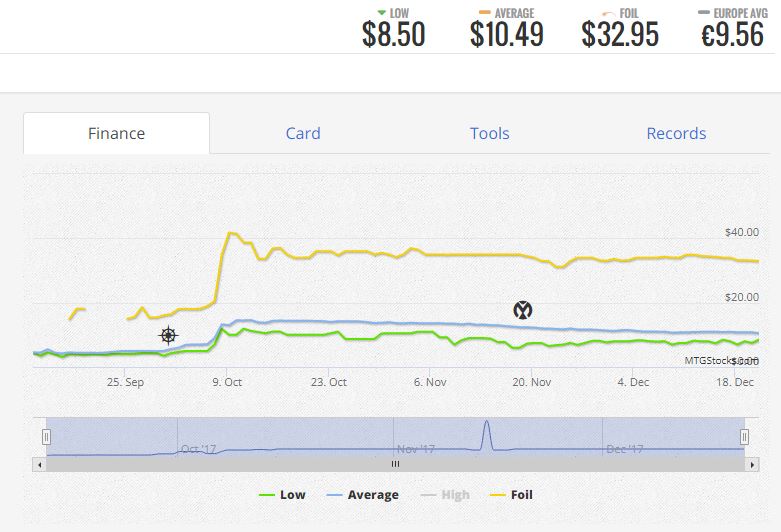 LOW AVERAGE FOIL EUROPE AVG
$8.50 $10.49 $32.95 €9.56
Finance Card Tools Records
$40.00
$20.00
MTGStocks.com $0.00
25. Sep 9. Oct 23. Oct 6. Nov 20. Nov 4. Dec 18. Dec
Oct '17 Nov '17 Dec '17
Low Average High Foil